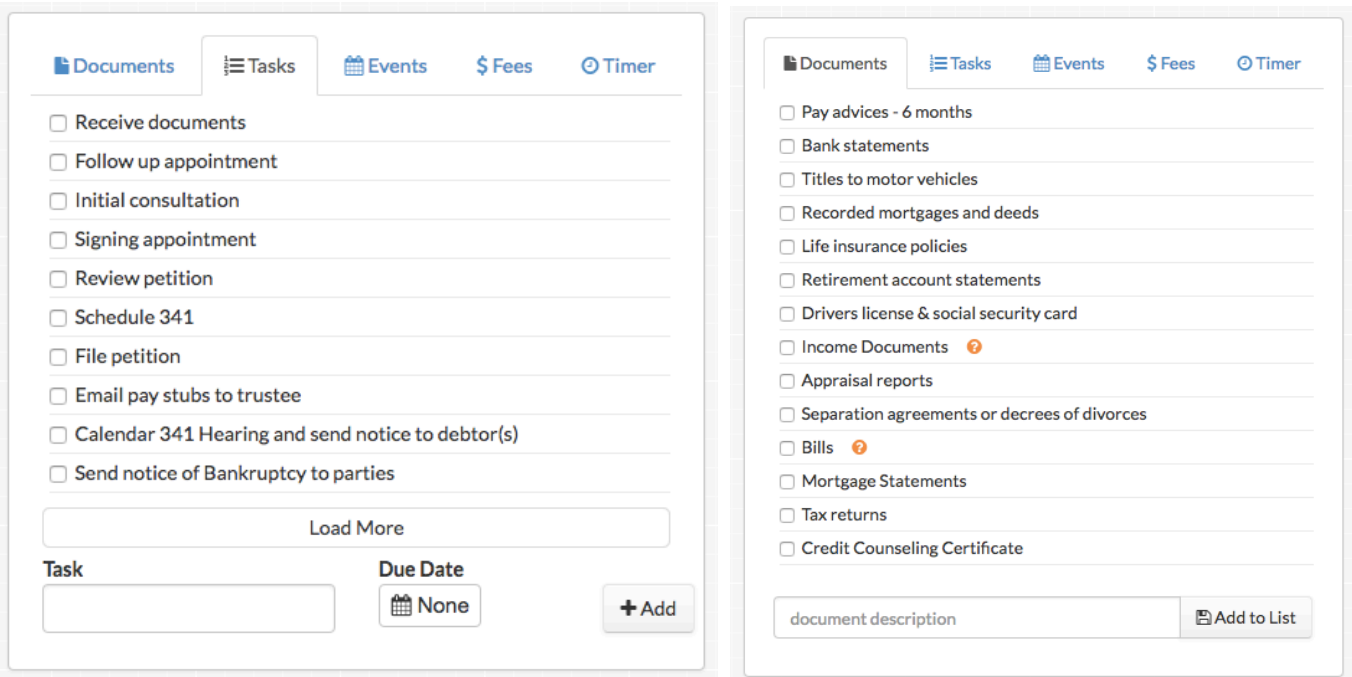 Documents Tasks Events $ Fees Timer
Receive documents
Follow up appointment
Initial consultation
Signing appointment
Review petition
Schedule 341
File petition
Email pay stubs to trustee
Calendar 341 Hearing and send notice to debtor(s)
Send notice of Bankruptcy to parties
Load More
Task Due Date
None + Add
Documents Tasks Events $ Fees Timer
Pay advices - 6 months
Bank statements
Titles to motor vehicles
Recorded mortgages and deeds
Life insurance policies
Retirement account statements
Drivers license & social security card
Income Documents ?
Appraisal reports
Separation agreements or decrees of divorces
Bills ?
Mortgage Statements
Tax returns
Credit Counseling Certificate
document description Add to List